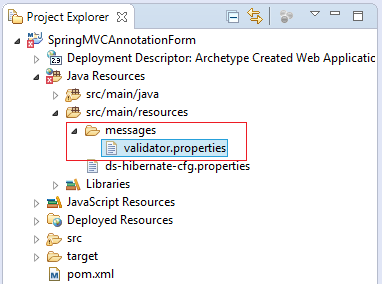 Project Explorer
SpringMVCAnnotationForm
Deployment Descriptor: Archetype Created Web Applicatic
Java Resources
src/main/java
src/main/resources
messages
validator.properties
ds-hibernate-cfg.properties
Libraries
JavaScript Resources
Deployed Resources
src
target
pom.xml